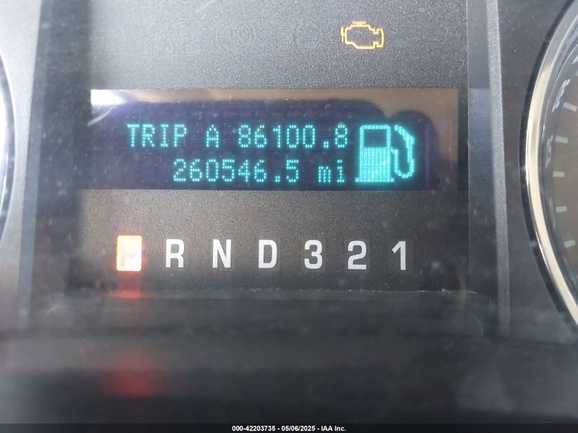 TRIP A 86100.8
260546.5 mi
P R N D 3 2 1
000-42203735 - 05/06/2025 - IAA Inc.